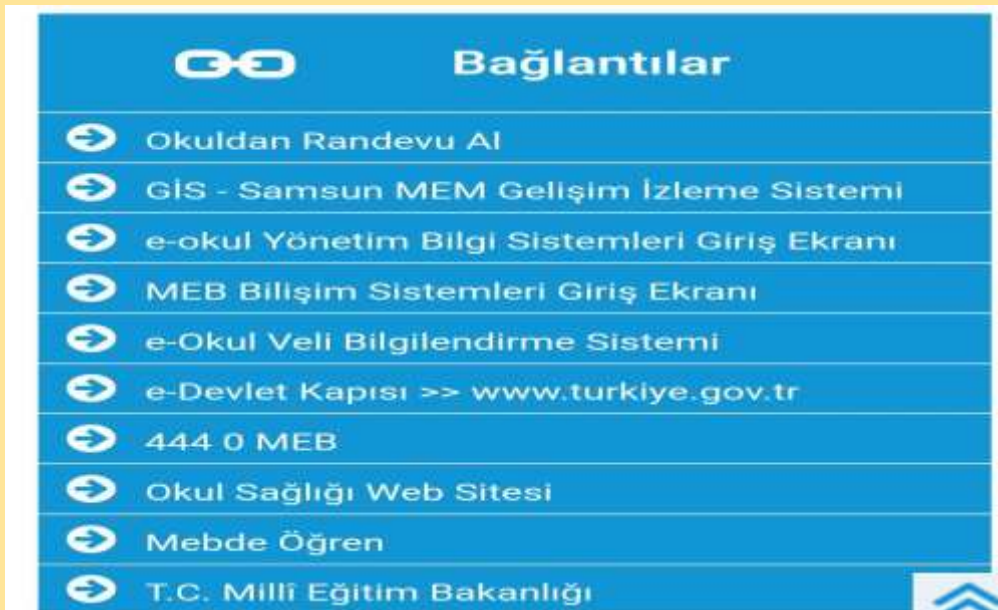 Bağlantılar
Okuldan Randevu Al
GİS - Samsun MEM Gelişim İzleme Sistemi
e-okul Yönetim Bilgi Sistemleri Giriş Ekranı
MEB Bilişim Sistemleri Giriş Ekranı
e-Okul Veli Bilgilendirme Sistemi
e-Devlet Kapısı >> www.turkiye.gov.tr
444 0 MEB
Okul Sağlığı Web Sitesi
Mebde Öğren
T.C. Millî Eğitim Bakanlığı